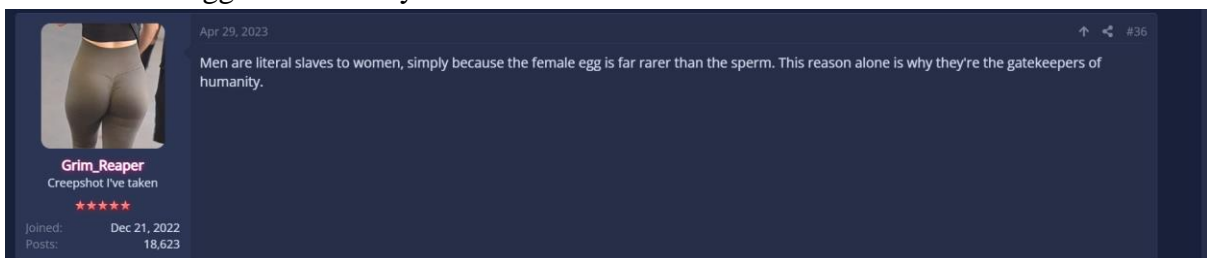 Apr 29, 2023
#36
Men are literal slaves to women, simply because the female egg is far rarer than the sperm. This reason alone is why they're the gatekeepers of
humanity.
Grim_Reaper
Creepshot I've taken
Joined: Dec 21, 2022
Posts: 18,623